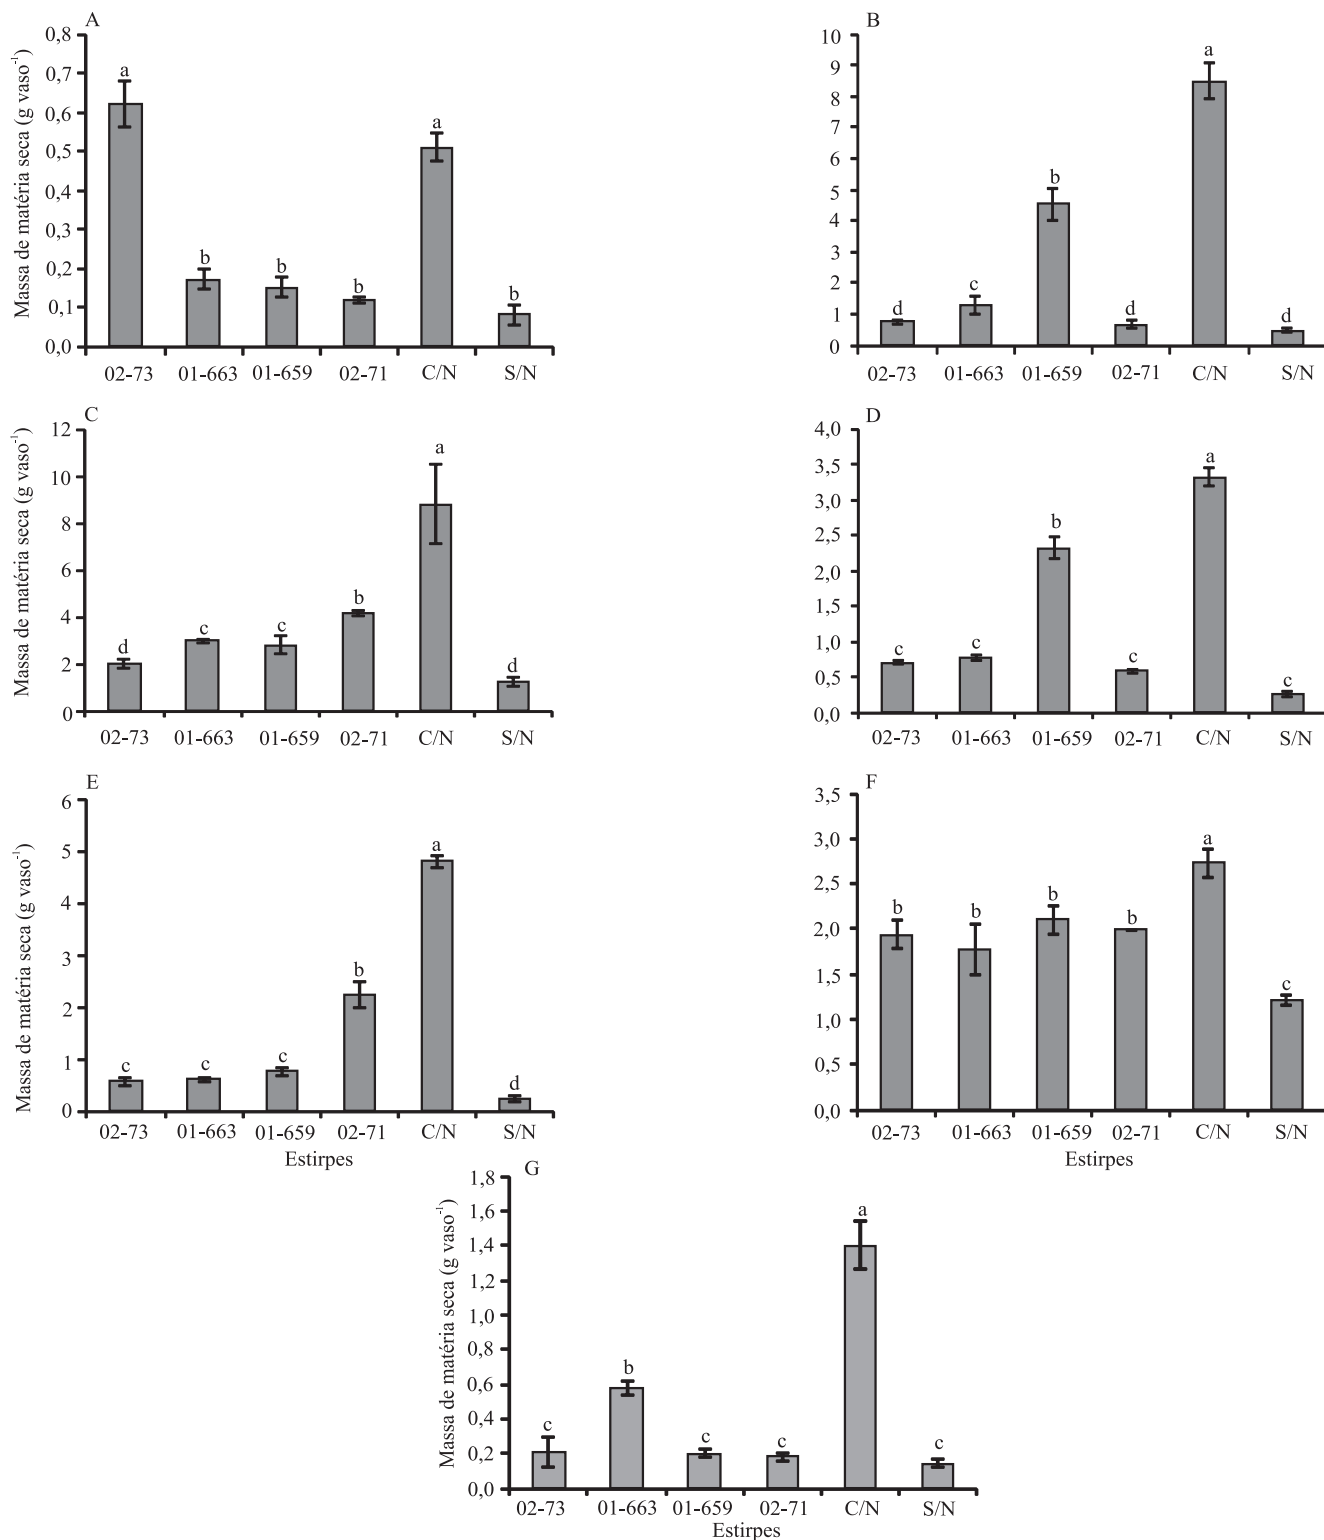 A
Massa de matéria seca (g vaso-1)
0,8
0,7
0,6
0,5
0,4
0,3
0,2
0,1
0,0
a
b
b
b
a
b
02-73 01-663 01-659 02-71 C/N S/N
B
10
9
8
7
6
5
4
3
2
1
0
d
c
b
d
a
d
02-73 01-663 01-659 02-71 C/N S/N
C
Massa de matéria seca (g vaso-1)
12
10
8
6
4
2
0
d
c
c
b
a
d
02-73 01-663 01-659 02-71 C/N S/N
D
4,0
3,5
3,0
2,5
2,0
1,5
1,0
0,5
0,0
c
c
b
c
a
c
02-73 01-663 01-659 02-71 C/N S/N
E
Massa de matéria seca (g vaso-1)
6
5
4
3
2
1
0
c
c
c
b
a
d
02-73 01-663 01-659 02-71 C/N S/N
Estirpes
F
3,5
3,0
2,5
2,0
1,5
1,0
0,5
0,0
b
b
b
b
a
c
02-73 01-663 01-659 02-71 C/N S/N
Estirpes
G
Massa de matéria seca (g vaso-1)
1,8
1,6
1,4
1,2
1,0
0,8
0,6
0,4
0,2
0,0
c
b
c
c
a
c
02-73 01-663 01-659 02-71 C/N S/N
Estirpes